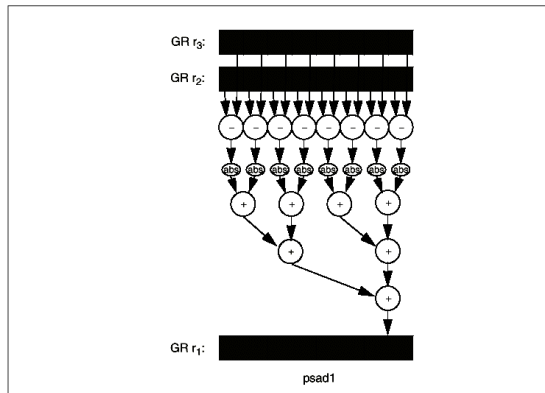 GR r3:
GR r2:
− − − − − − − −
abs abs abs abs abs abs abs abs
+ + + +
+ +
+
GR r1:
psad1